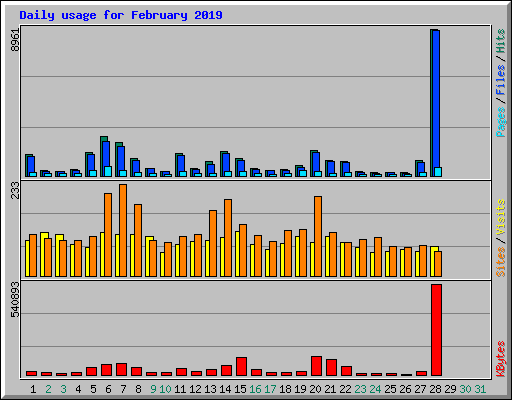 Daily usage for February 2019
8961
Pages / Files / Hits
233
Sites / Visits
540893
KBytes
1 2 3 4 5 6 7 8 9 10 11 12 13 14 15 16 17 18 19 20 21 22 23 24 25 26 27 28 29 30 31